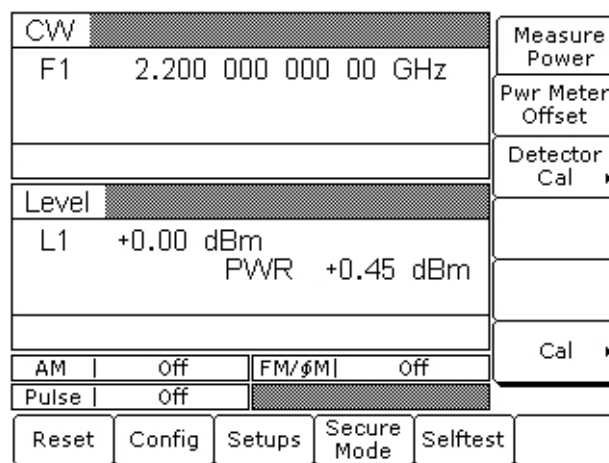 CW
F1 2.200 000 000 00 GHz
Level
L1 +0.00 dBm
PWR +0.45 dBm
AM | Off
FM/ϕM| Off
Pulse | Off
Measure
Power
Pwr Meter
Offset
Detector
Cal
Cal
Reset
Config
Setups
Secure
Mode
Selftest